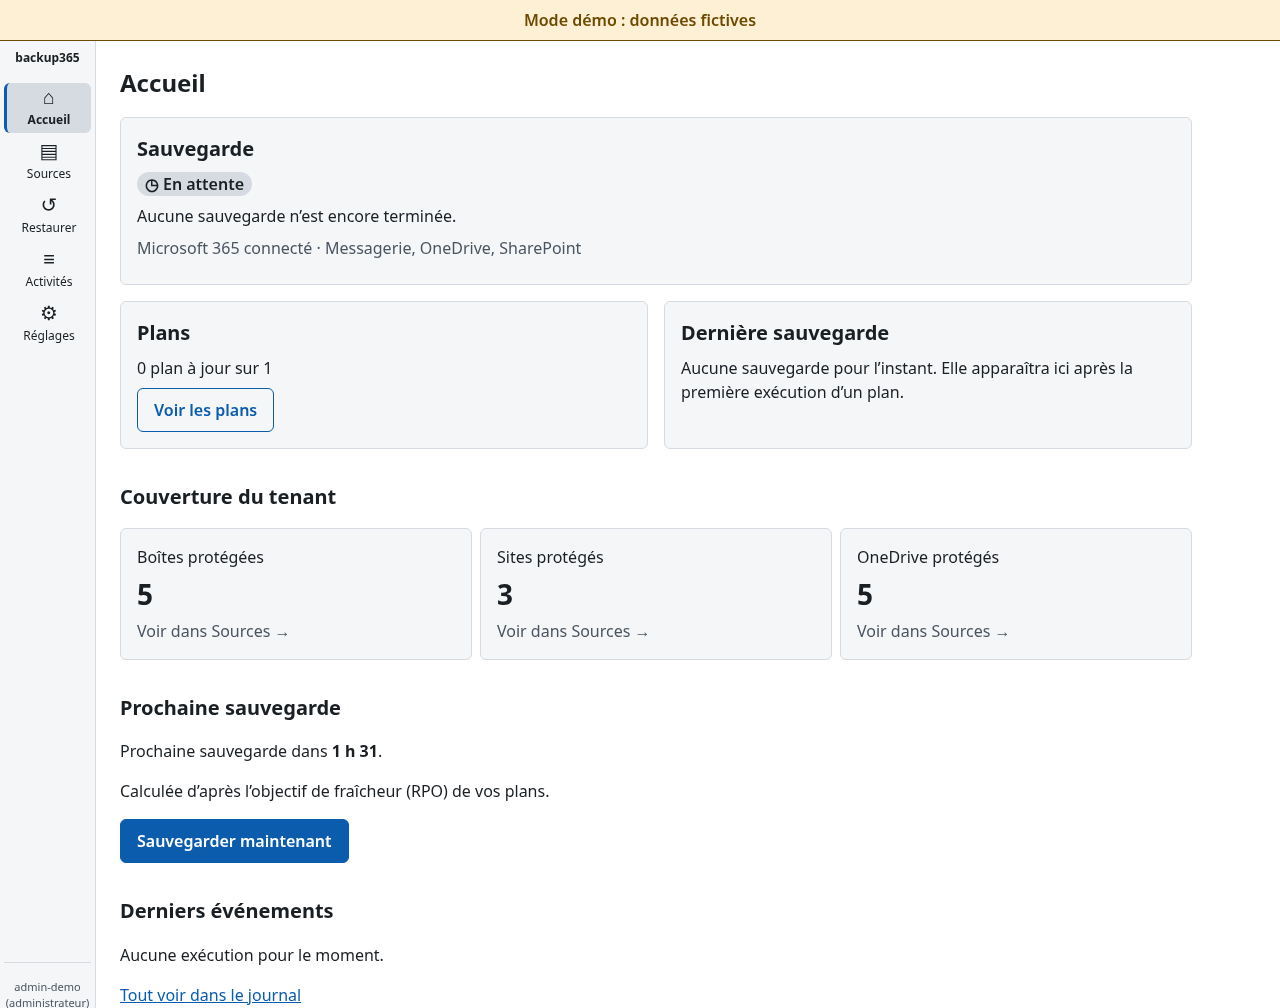 Mode démo : données fictives
backup365
Accueil
Sources
Restaurer
Activités
Réglages
admin-demo
(administrateur)
Accueil
Sauvegarde
En attente
Aucune sauvegarde n’est encore terminée.
Microsoft 365 connecté · Messagerie, OneDrive, SharePoint
Plans
0 plan à jour sur 1
Voir les plans
Dernière sauvegarde
Aucune sauvegarde pour l’instant. Elle apparaîtra ici après la
première exécution d’un plan.
Couverture du tenant
Boîtes protégées
5
Voir dans Sources →
Sites protégés
3
Voir dans Sources →
OneDrive protégés
5
Voir dans Sources →
Prochaine sauvegarde
Prochaine sauvegarde dans 1 h 31.
Calculée d’après l’objectif de fraîcheur (RPO) de vos plans.
Sauvegarder maintenant
Derniers événements
Aucune exécution pour le moment.
Tout voir dans le journal